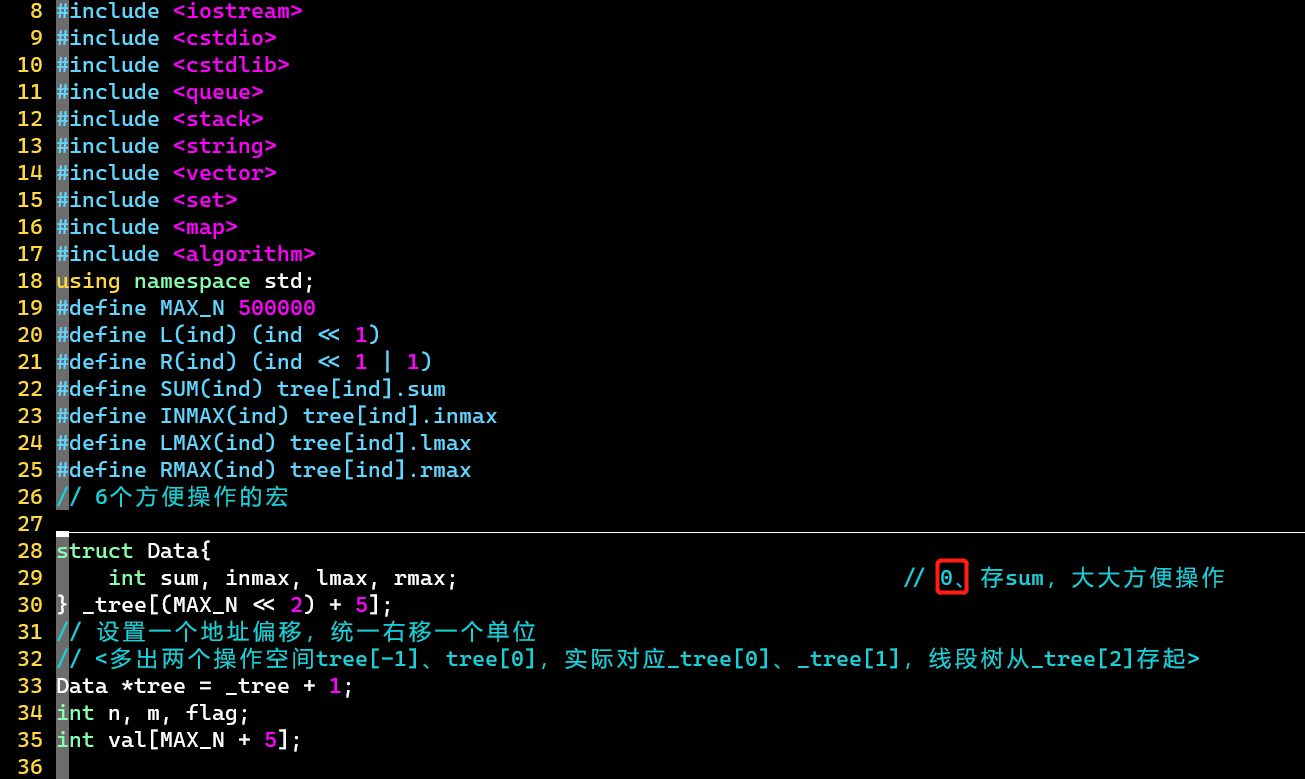 8 #include <iostream>
9 #include <cstdio>
10 #include <cstdlib>
11 #include <queue>
12 #include <stack>
13 #include <string>
14 #include <vector>
15 #include <set>
16 #include <map>
17 #include <algorithm>
18 using namespace std;
19 #define MAX_N 500000
20 #define L(ind) (ind << 1)
21 #define R(ind) (ind << 1 | 1)
22 #define SUM(ind) tree[ind].sum
23 #define INMAX(ind) tree[ind].inmax
24 #define LMAX(ind) tree[ind].lmax
25 #define RMAX(ind) tree[ind].rmax
26 // 6个方便操作的宏
27
28 struct Data{
29     int sum, inmax, lmax, rmax; // 0、存sum，大大方便操作
30 } _tree[(MAX_N << 2) + 5];
31 // 设置一个地址偏移，统一右移一个单位
32 // <多出两个操作空间tree[-1]、tree[0]，实际对应_tree[0]、_tree[1]，线段树从_tree[2]存起>
33 Data *tree = _tree + 1;
34 int n, m, flag;
35 int val[MAX_N + 5];
36